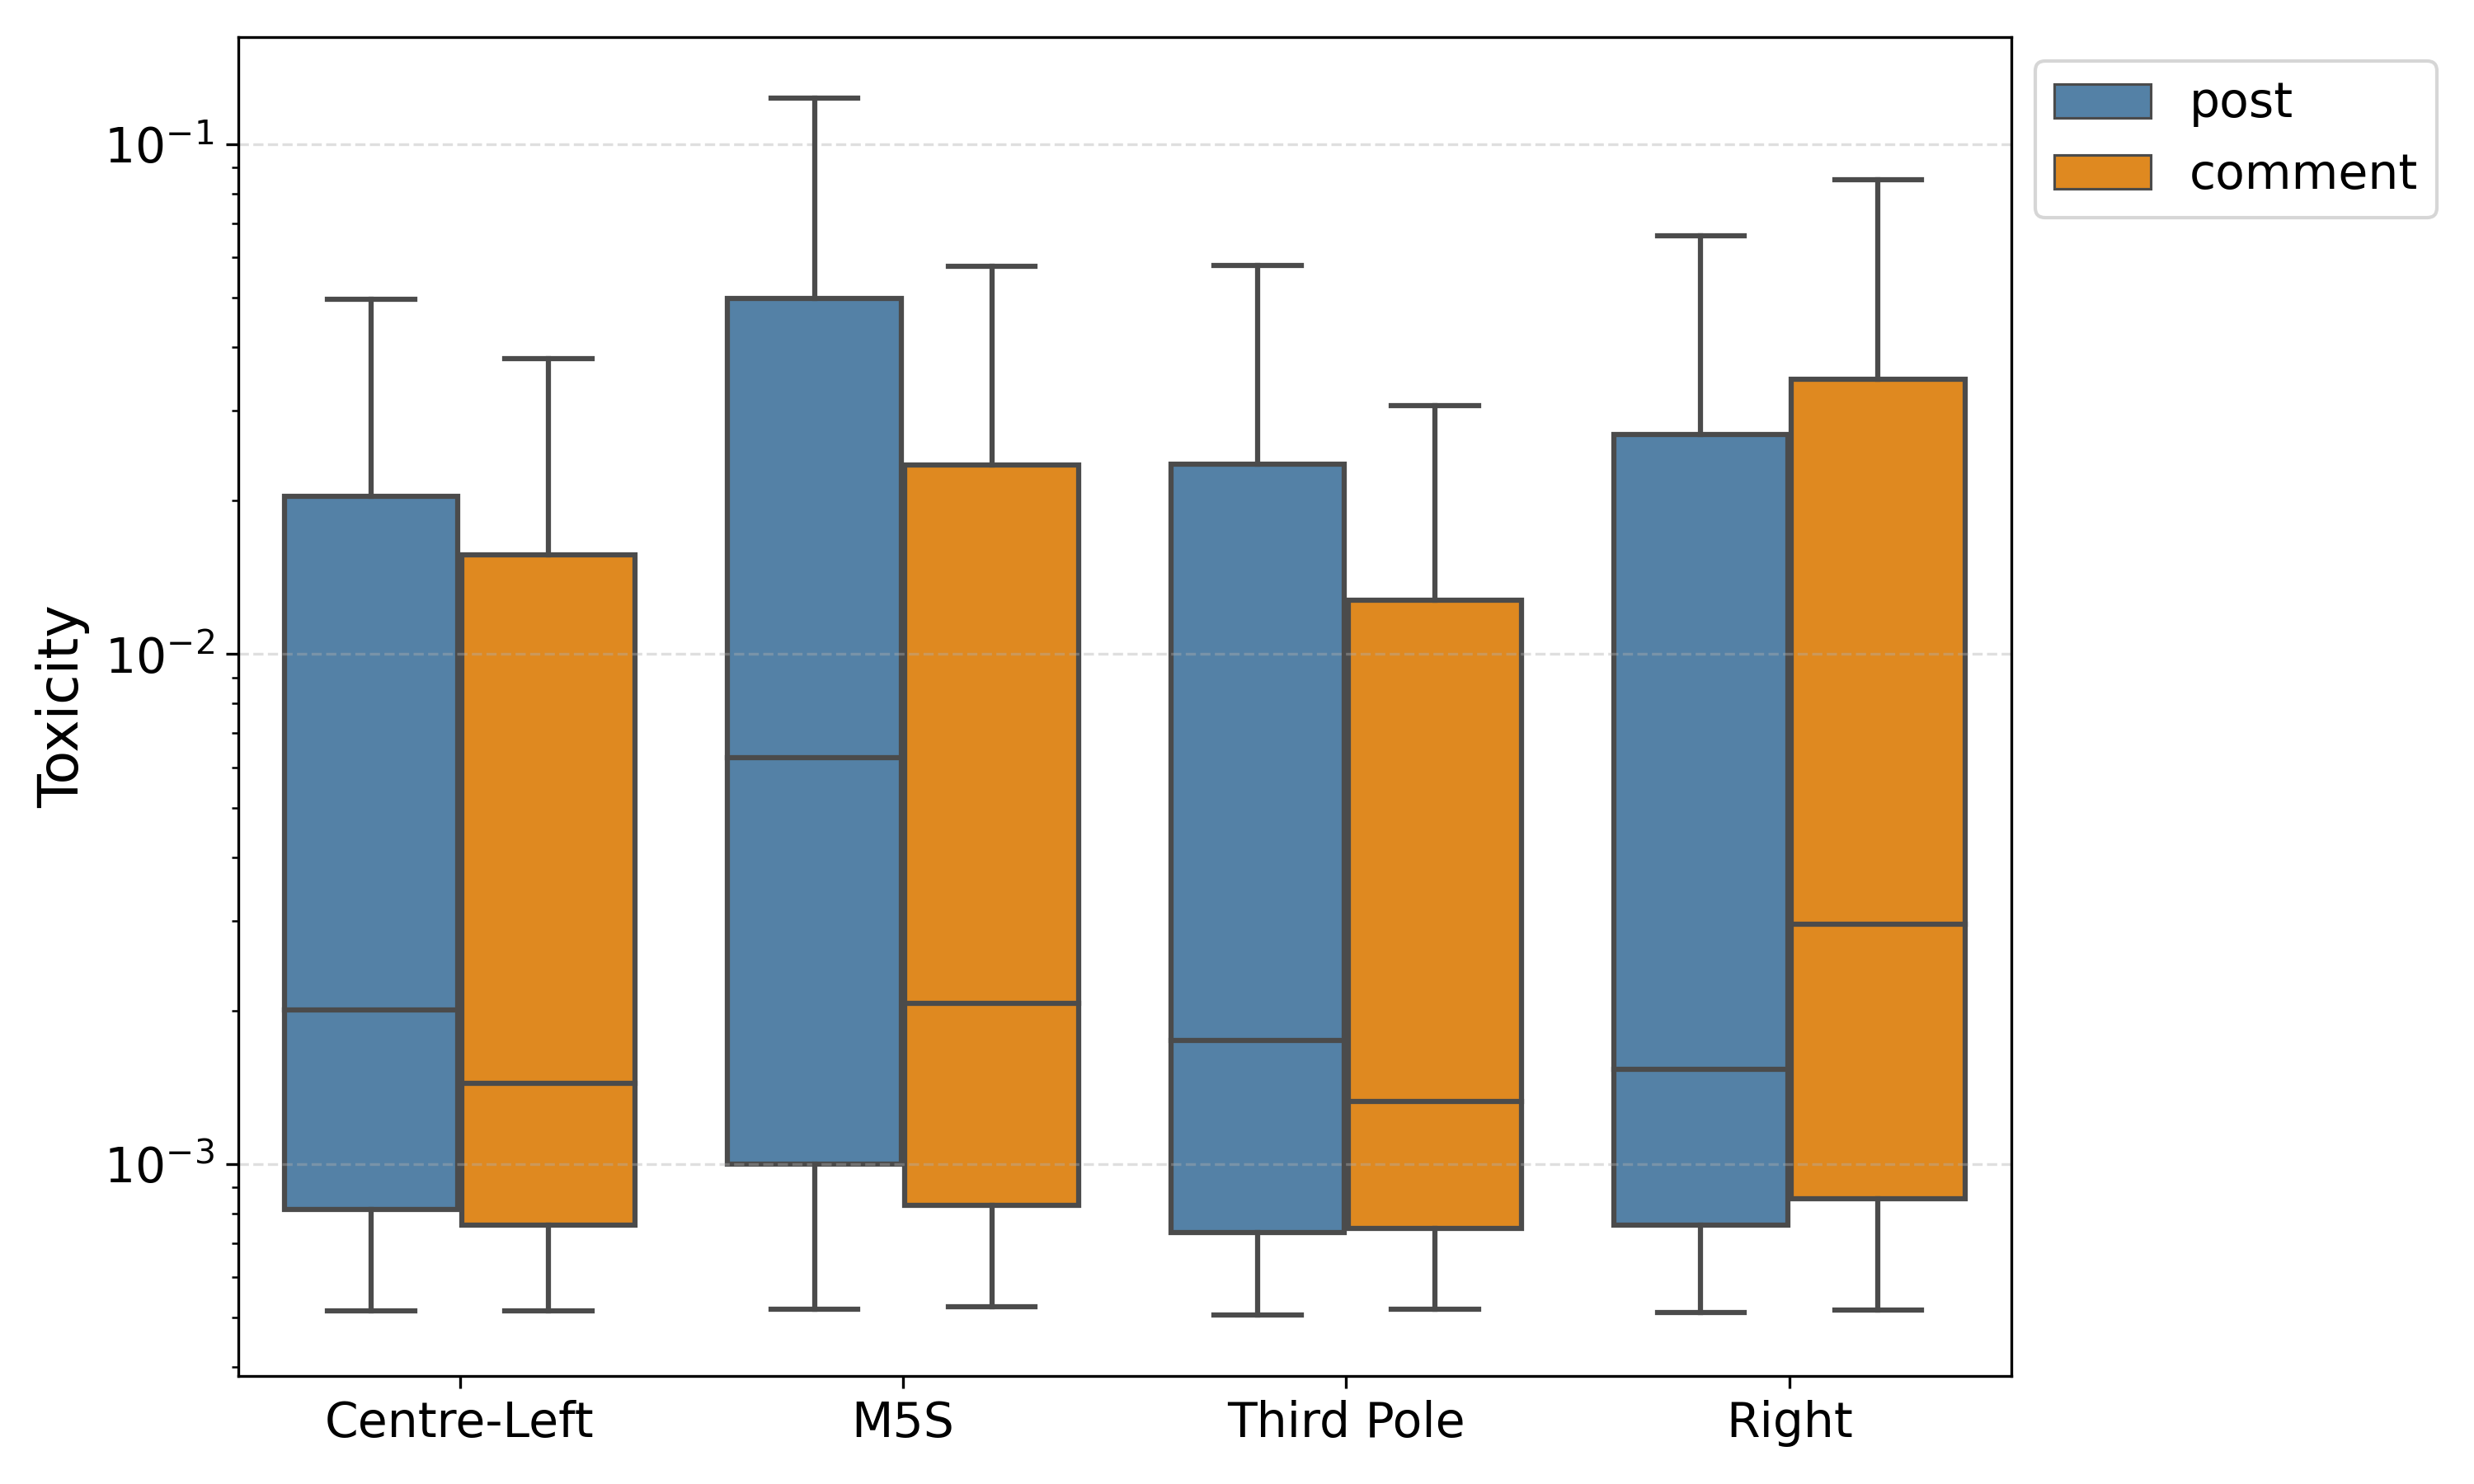 post
comment
Toxicity
10⁻¹
10⁻²
10⁻³
Centre-Left M5S Third Pole Right